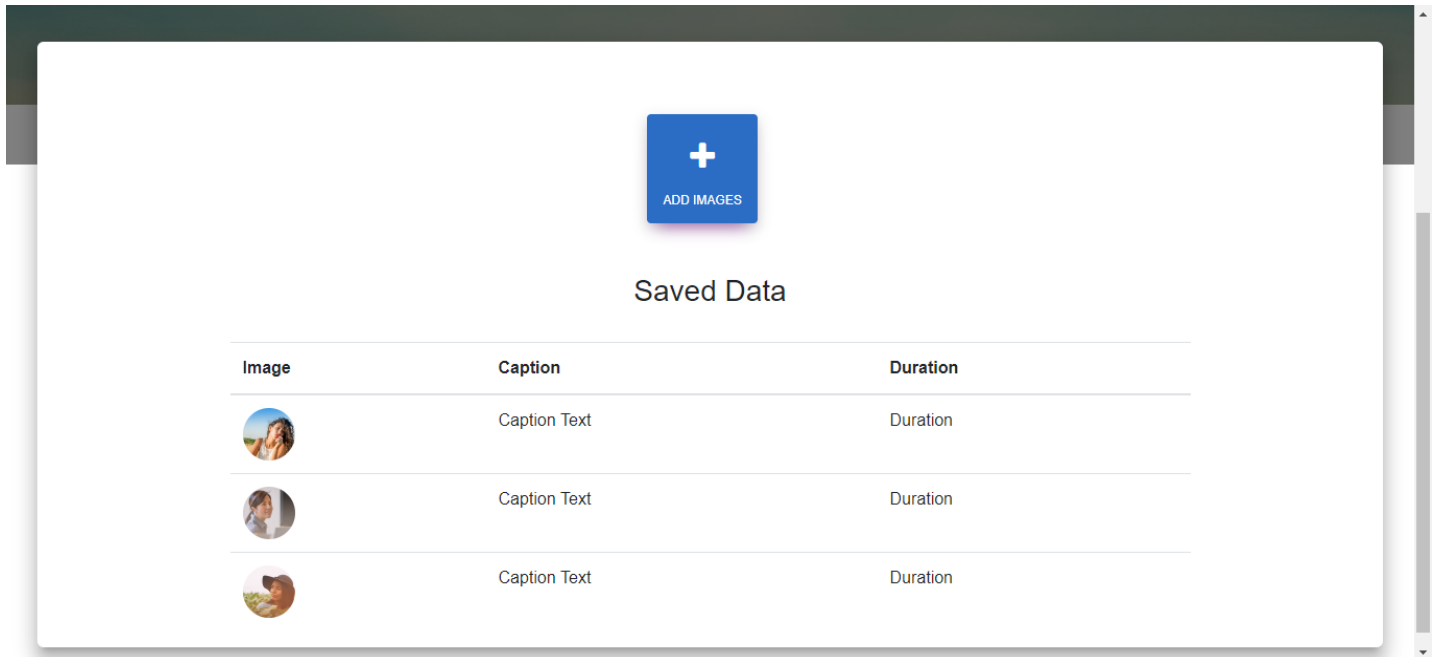 ADD IMAGES
Saved Data
Image Caption Duration
Caption Text Duration
Caption Text Duration
Caption Text Duration